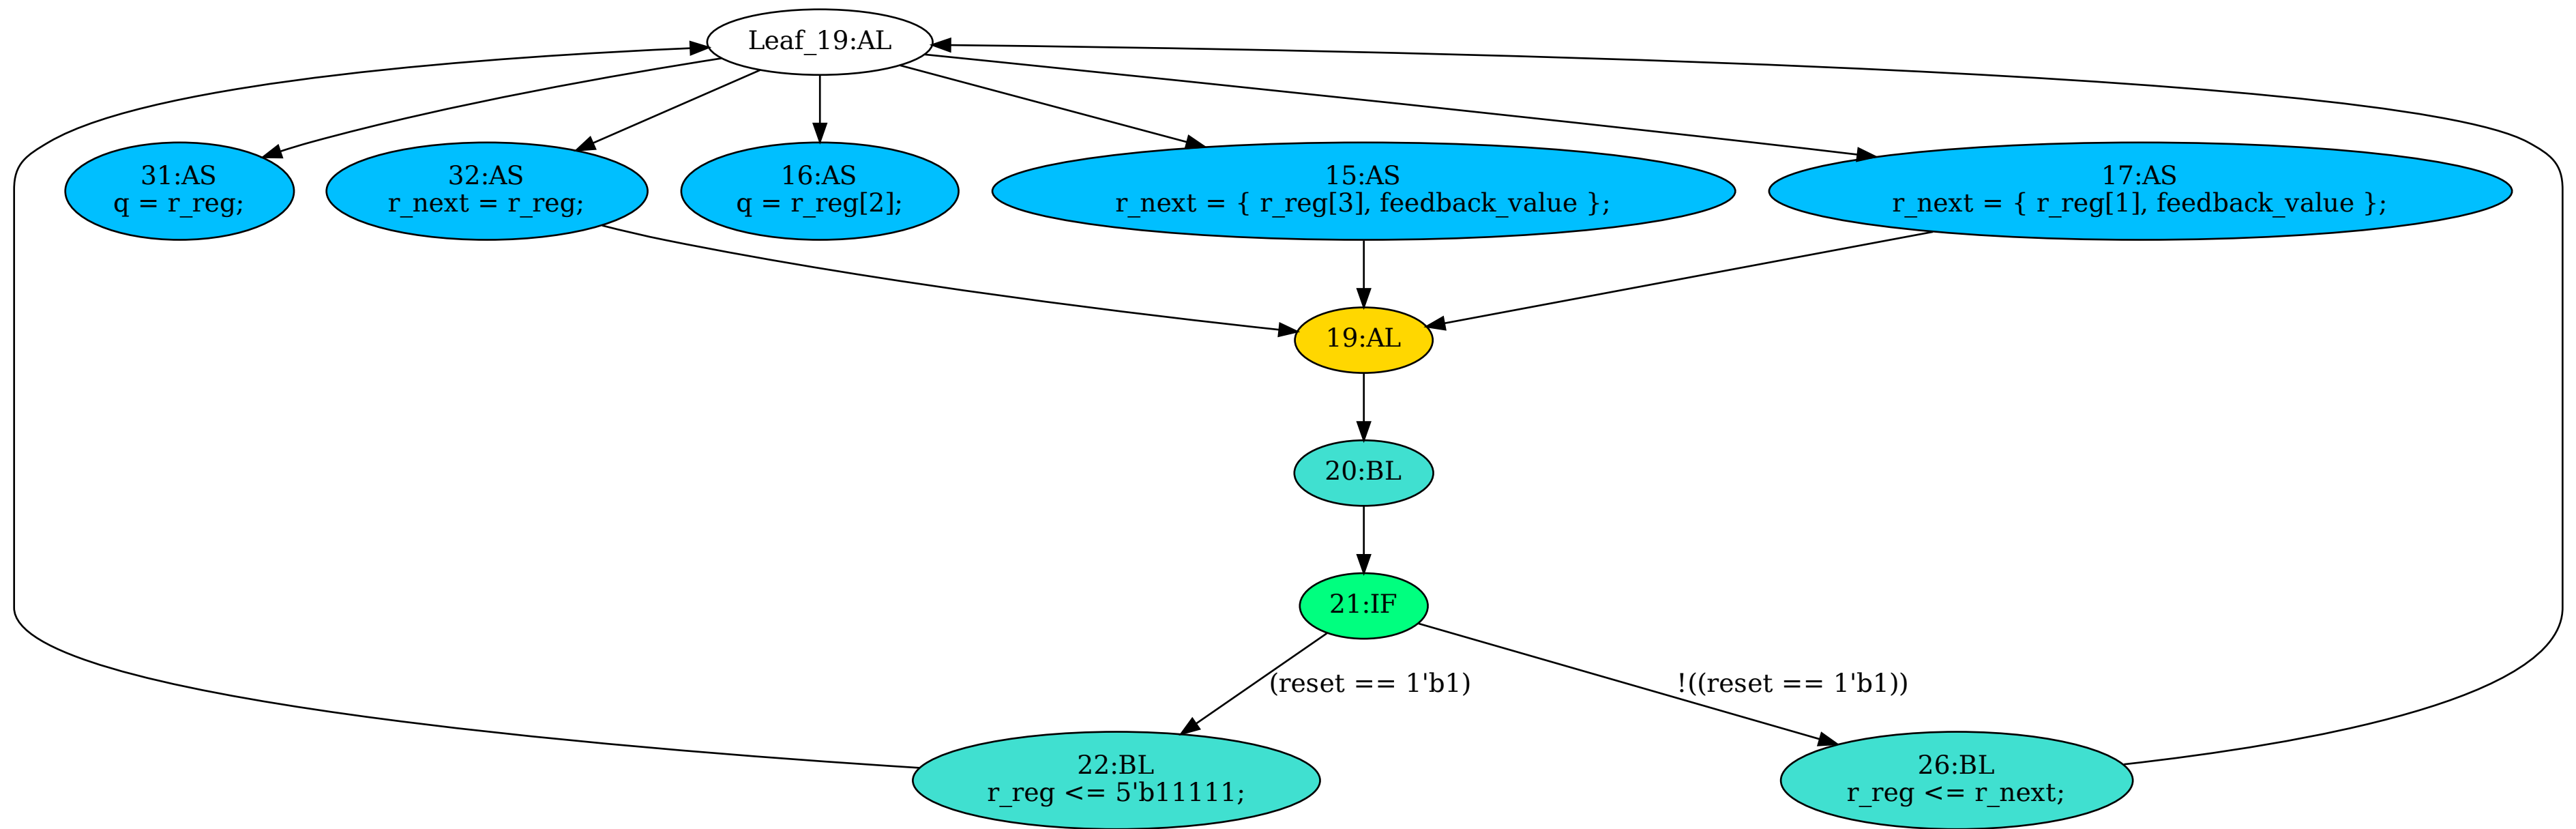 Leaf_19:AL
31:AS
q = r_reg;
32:AS
r_next = r_reg;
16:AS
q = r_reg[2];
15:AS
r_next = { r_reg[3], feedback_value };
17:AS
r_next = { r_reg[1], feedback_value };
19:AL
20:BL
21:IF
(reset == 1'b1)
!((reset == 1'b1))
22:BL
r_reg <= 5'b11111;
26:BL
r_reg <= r_next;